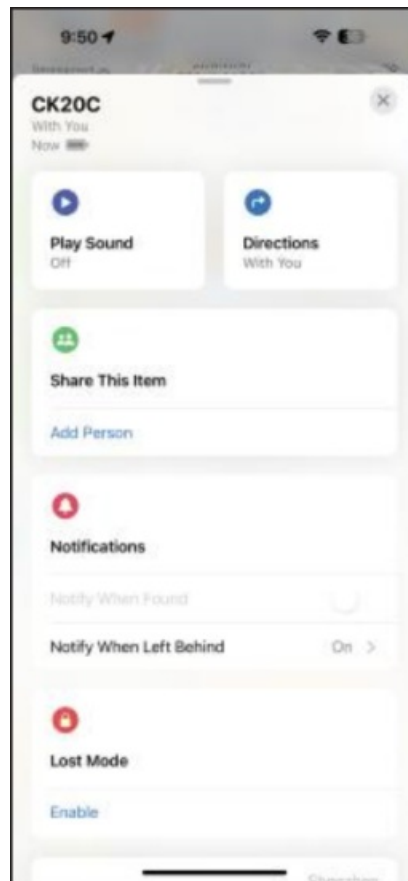 9:50
CK20C
With You
Now
Play Sound
Off
Directions
With You
Share This Item
Add Person
Notifications
Notify When Found
Notify When Left Behind
On
Lost Mode
Enable